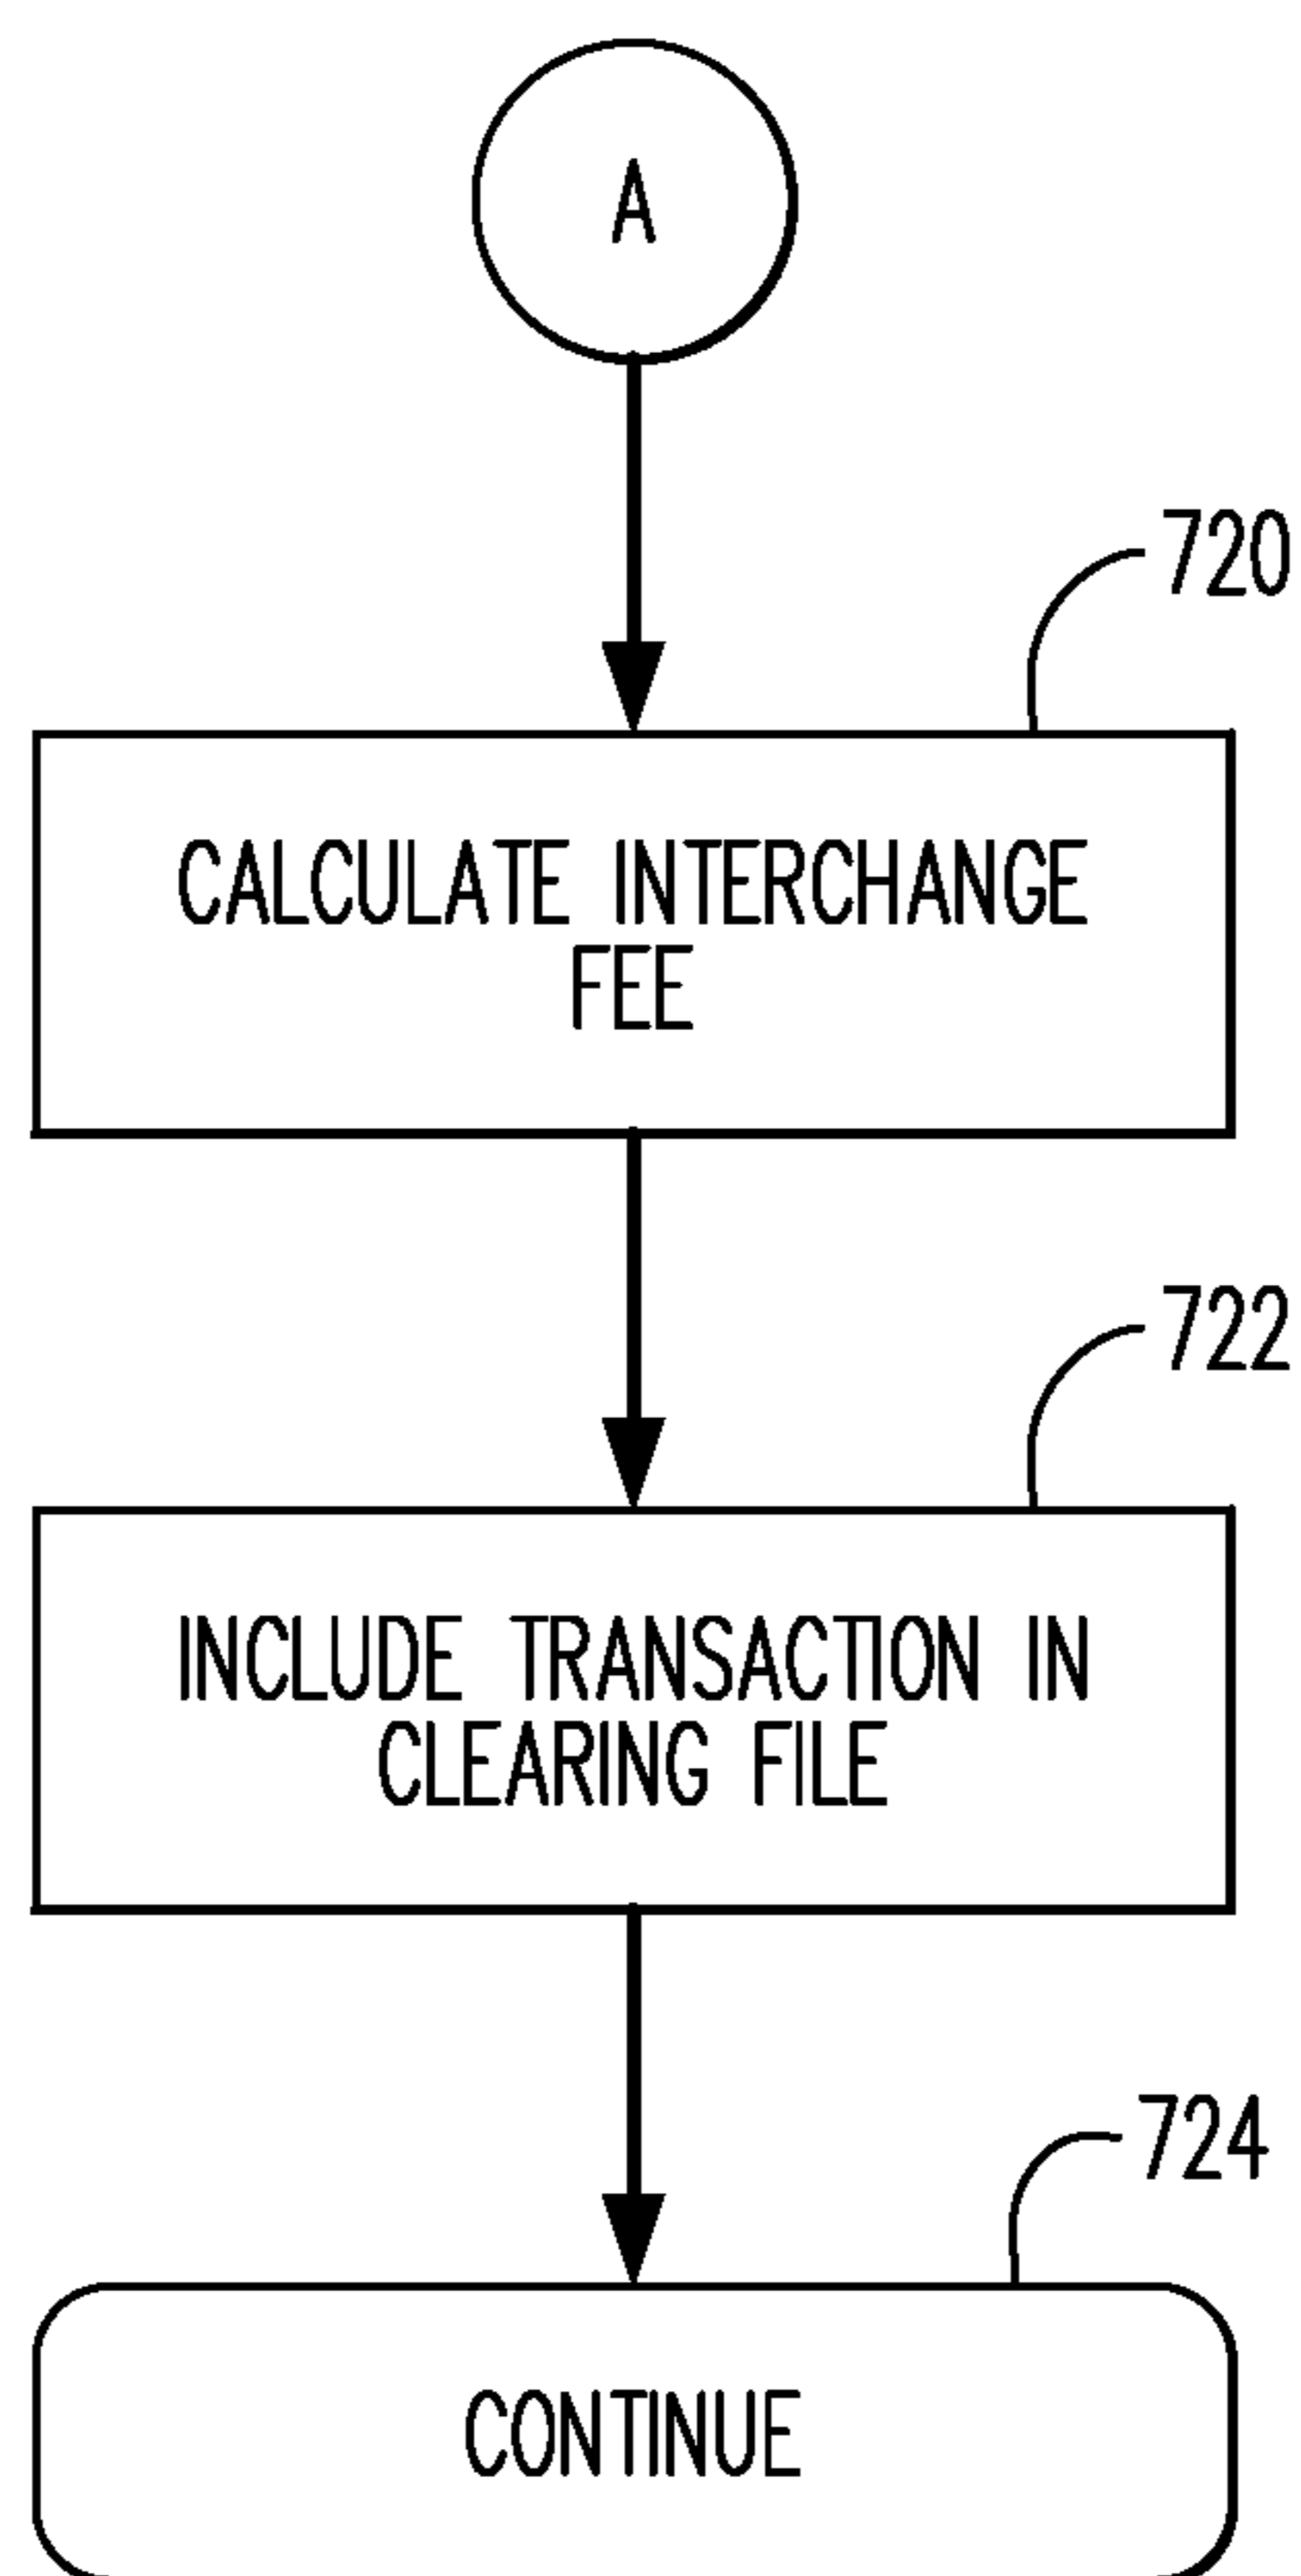 A
720
CALCULATE INTERCHANGE
FEE
722
INCLUDE TRANSACTION IN
CLEARING FILE
724
CONTINUE